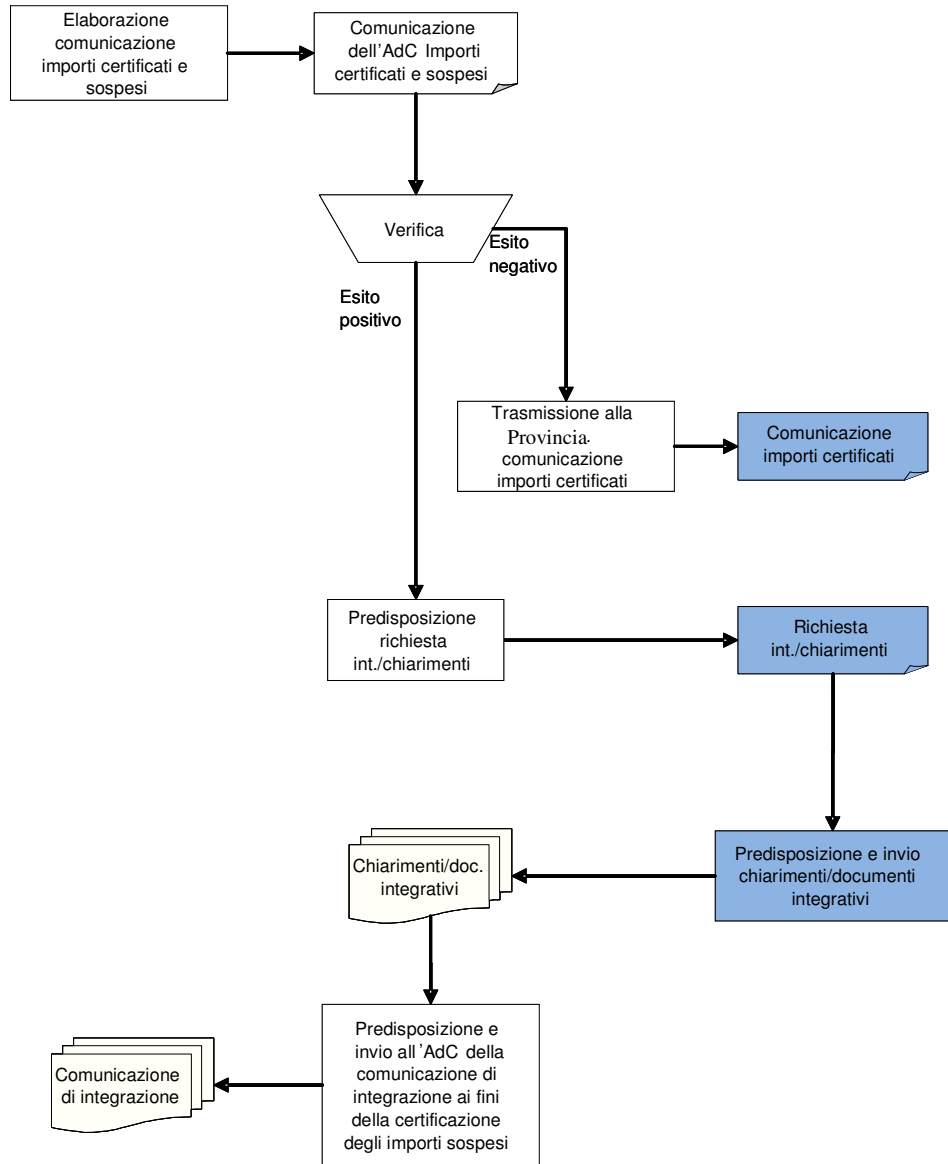 Elaborazione
comunicazione
importi certificati e
sospesi
Comunicazione
dell'AdC Importi
certificati e sospesi
Verifica
Esito
negativo
Esito
positivo
Trasmissione alla
Provincia.
comunicazione
importi certificati
Comunicazione
importi certificati
Predisposizione
richiesta
int./chiarimenti
Richiesta
int./chiarimenti
Chiarimenti/doc.
integrativi
Predisposizione e invio
chiarimenti/documenti
integrativi
Comunicazione
di integrazione
Predisposizione e
invio all'AdC della
comunicazione di
integrazione ai fini
della certificazione
degli importi sospesi